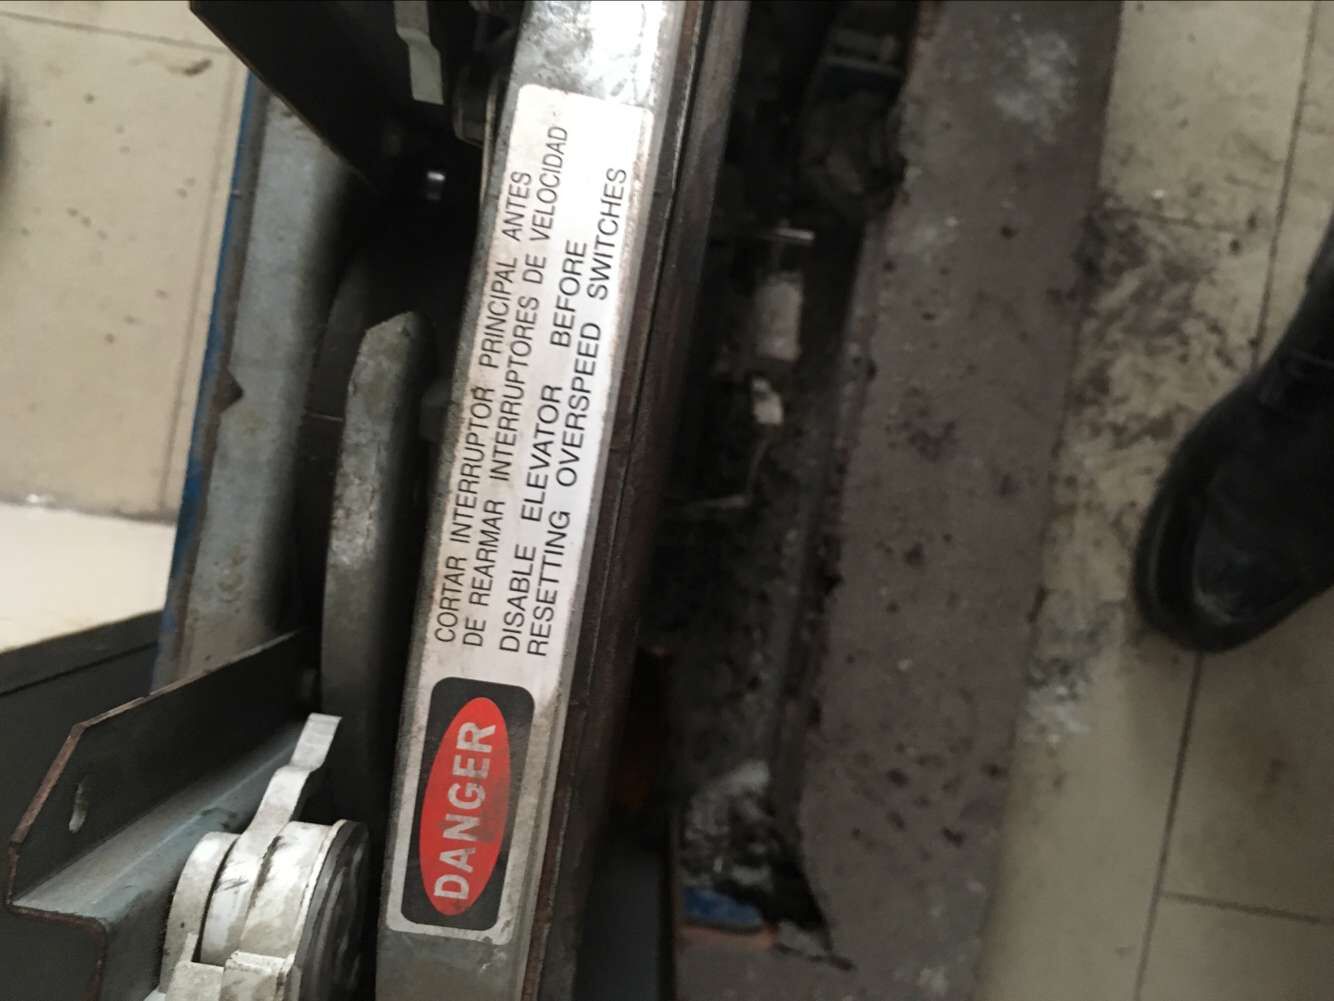 DANGER
CORTAR INTERRUPTOR PRINCIPAL ANTES
DE REARMAR INTERRUPTORES DE VELOCIDAD
DISABLE ELEVATOR BEFORE
RESETTING OVERSPEED SWITCHES